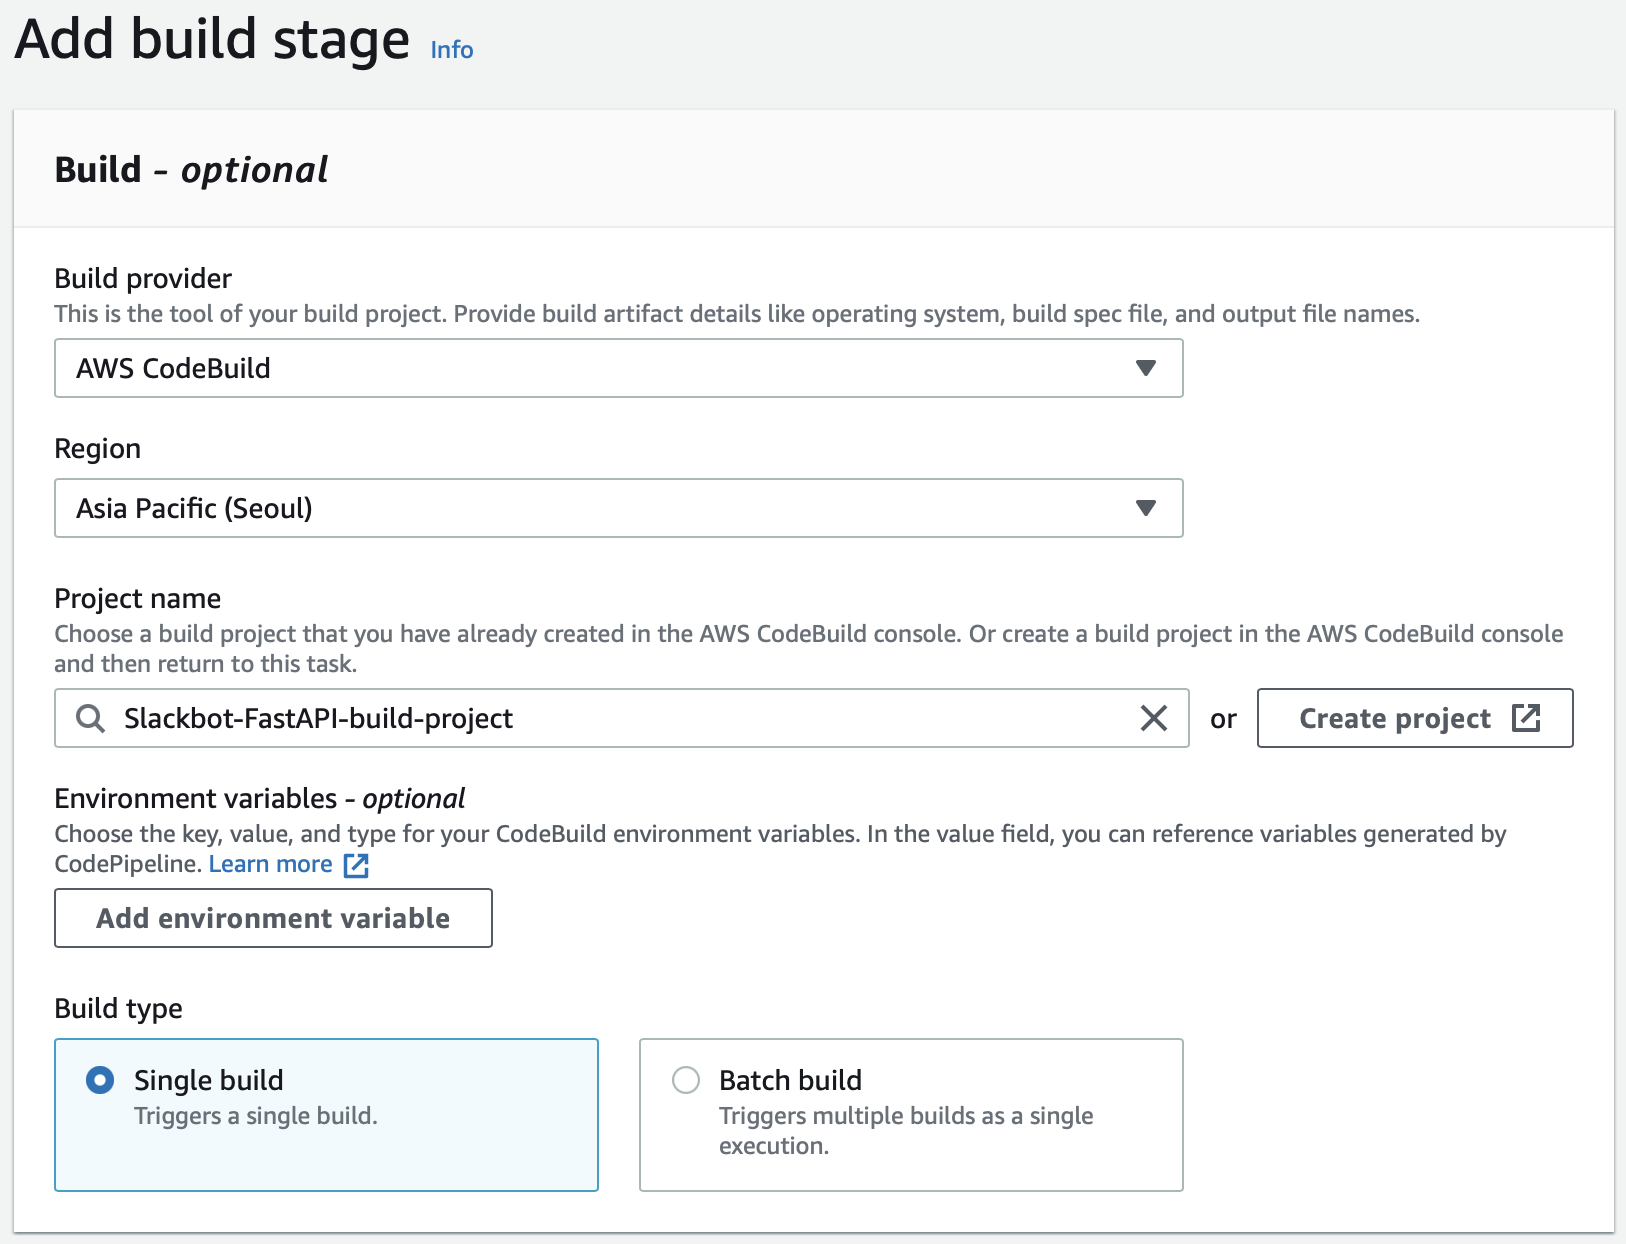 Add build stage Info
Build - optional
Build provider
This is the tool of your build project. Provide build artifact details like operating system, build spec file, and output file names.
AWS CodeBuild
Region
Asia Pacific (Seoul)
Project name
Choose a build project that you have already created in the AWS CodeBuild console. Or create a build project in the AWS CodeBuild console
and then return to this task.
Slackbot-FastAPI-build-project or Create project
Environment variables - optional
Choose the key, value, and type for your CodeBuild environment variables. In the value field, you can reference variables generated by
CodePipeline. Learn more
Add environment variable
Build type
Single build
Triggers a single build.
Batch build
Triggers multiple builds as a single
execution.